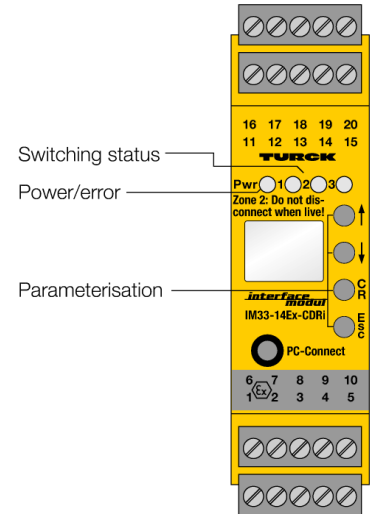 16 17 18 19 20
11 12 13 14 15
TURCK
Switching status
Power/error
Pwr 1 2 3
Zone 2: Do not dis-
connect when live!
Parameterisation
C
R
interface
modul
IM33-14Ex-CDRi
E
s
c
PC-Connect
6 7 8 9 10
Ex
1 2 3 4 5